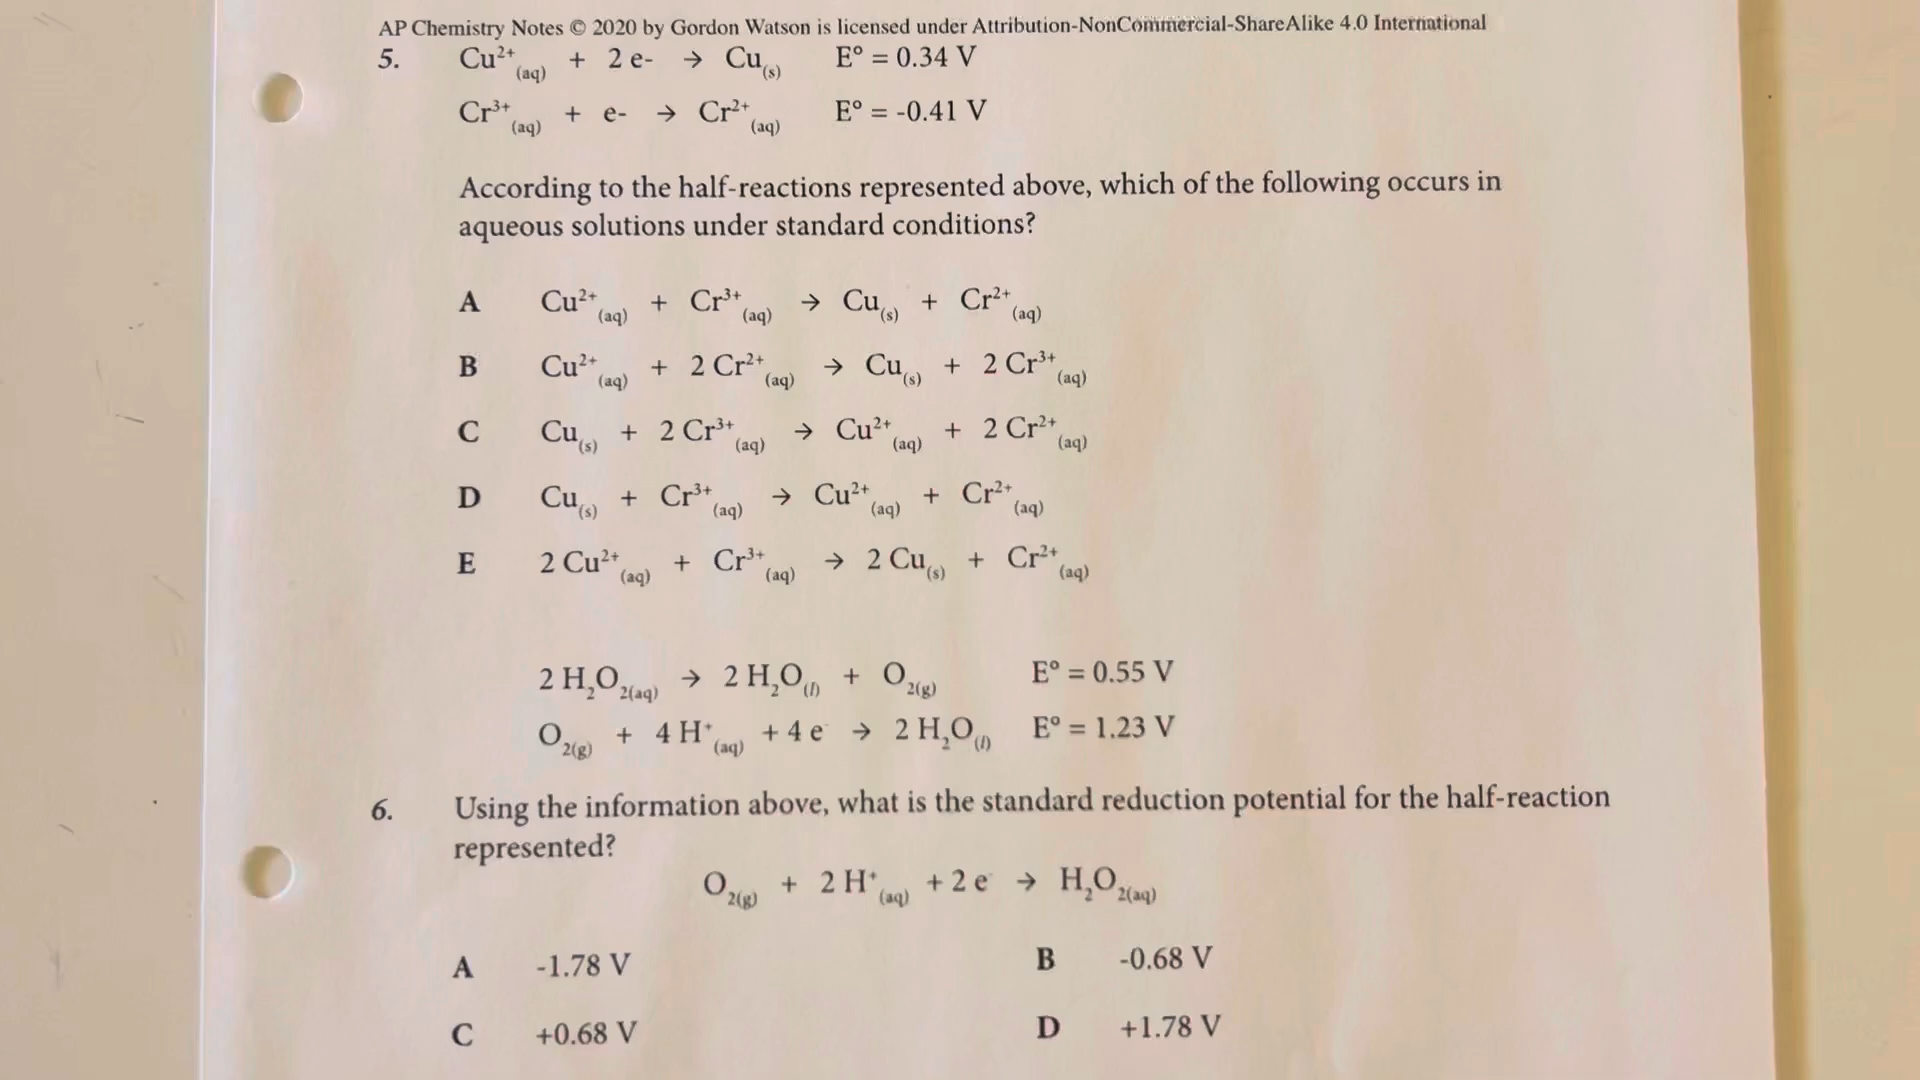 AP Chemistry Notes © 2020 by Gordon Watson is licensed under Attribution-NonCommercial-ShareAlike 4.0 International
5. Cu²⁺(aq) + 2 e- → Cu(s) Eº = 0.34 V
Cr³⁺(aq) + e- → Cr²⁺(aq) Eº = -0.41 V
According to the half-reactions represented above, which of the following occurs in
aqueous solutions under standard conditions?
A Cu²⁺(aq) + Cr³⁺(aq) → Cu(s) + Cr²⁺(aq)
B Cu²⁺(aq) + 2 Cr²⁺(aq) → Cu(s) + 2 Cr³⁺(aq)
C Cu(s) + 2 Cr³⁺(aq) → Cu²⁺(aq) + 2 Cr²⁺(aq)
D Cu(s) + Cr³⁺(aq) → Cu²⁺(aq) + Cr²⁺(aq)
E 2 Cu²⁺(aq) + Cr³⁺(aq) → 2 Cu(s) + Cr²⁺(aq)
2 H₂O₂(aq) → 2 H₂O(l) + O₂(g) Eº = 0.55 V
O₂(g) + 4 H⁺(aq) + 4 e⁻ → 2 H₂O(l) Eº = 1.23 V
6. Using the information above, what is the standard reduction potential for the half-reaction
represented?
O₂(g) + 2 H⁺(aq) + 2 e⁻ → H₂O₂(aq)
A -1.78 V B -0.68 V
C +0.68 V D +1.78 V